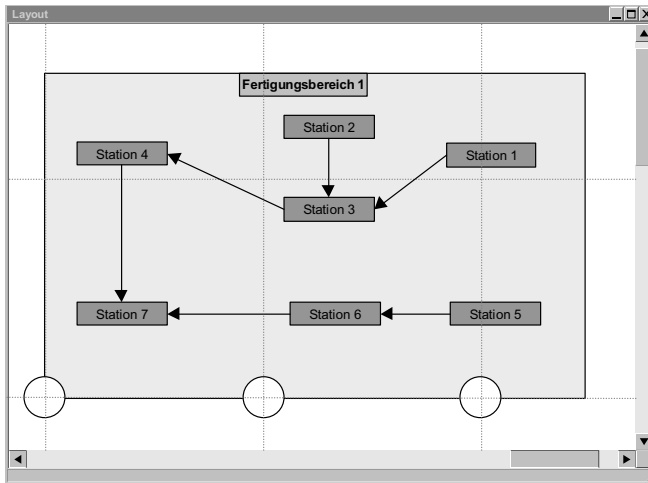 Layout
Fertigungsbereich 1
Station 2
Station 4
Station 1
Station 3
Station 7
Station 6
Station 5